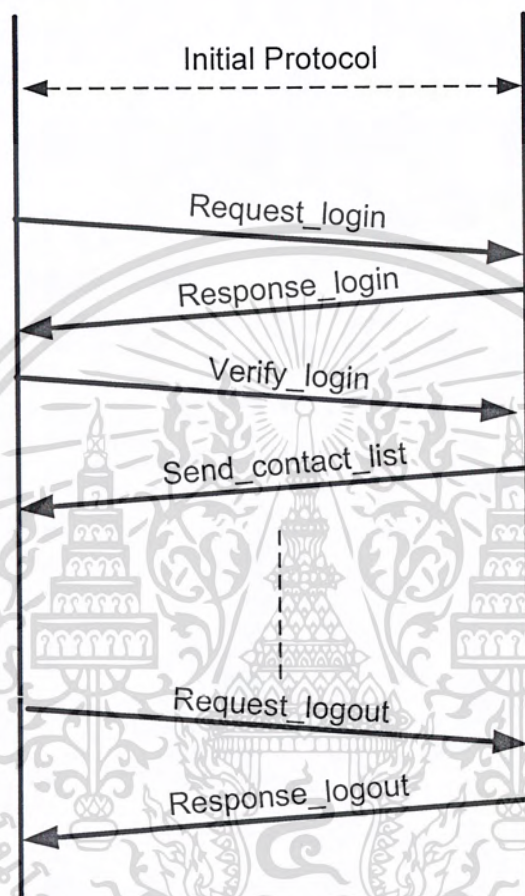 Initial Protocol
Request_login
Response_login
Verify_login
Send_contact_list
Request_logout
Response_logout